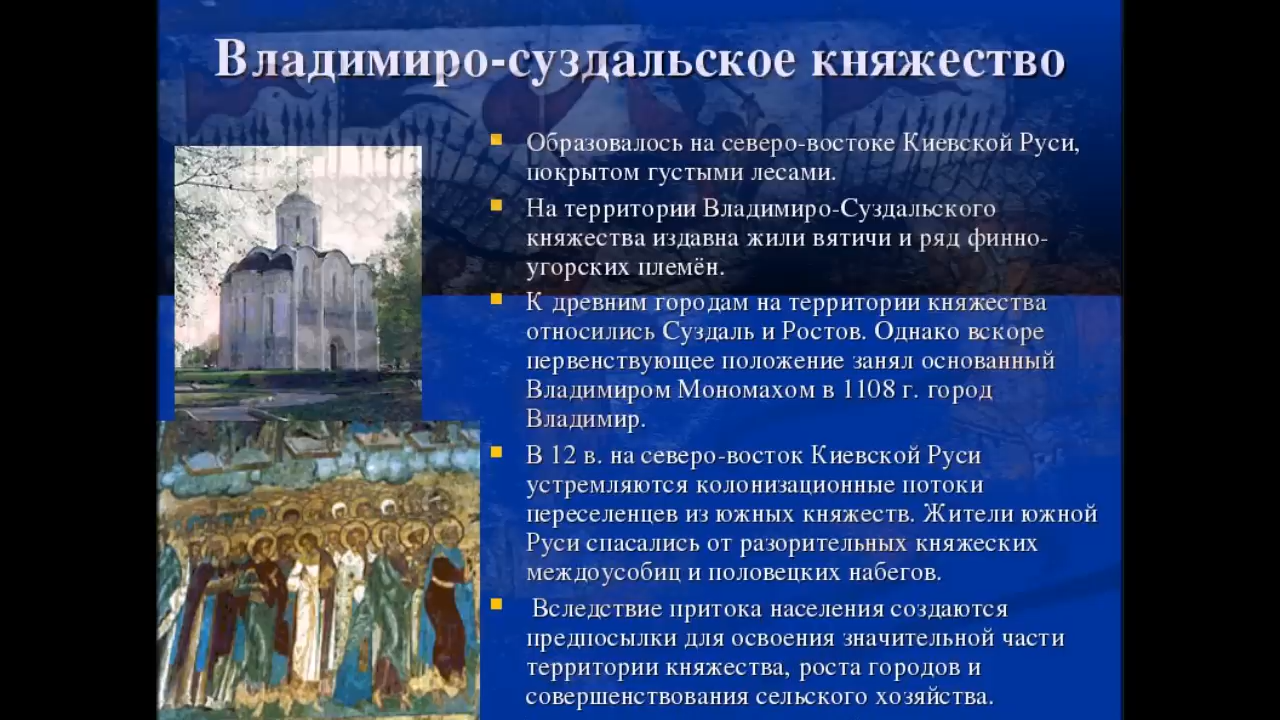 Владимиро-суздальское княжество
Образовалось на северо-востоке Киевской Руси,
покрытом густыми лесами.
На территории Владимиро-Суздальского
княжества издавна жили вятичи и ряд финно-
угорских племён.
К древним городам на территории княжества
относились Суздаль и Ростов. Однако вскоре
первенствующее положение занял основанный
Владимиром Мономахом в 1108 г. город
Владимир.
В 12 в. на северо-восток Киевской Руси
устремляются колонизационные потоки
переселенцев из южных княжеств. Жители южной
Руси спасались от разорительных княжеских
междоусобиц и половецких набегов.
Вследствие притока населения создаются
предпосылки для освоения значительной части
территории княжества, роста городов и
совершенствования сельского хозяйства.